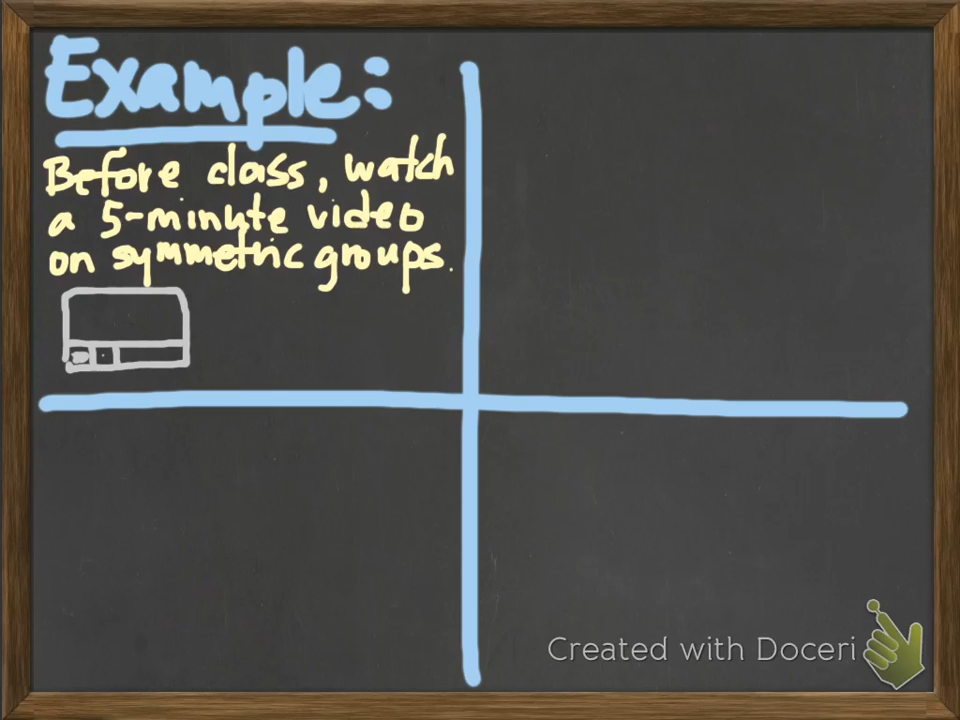 Example:
Before class, watch
a 5-minute video
on symmetric groups.
Created with Doceri